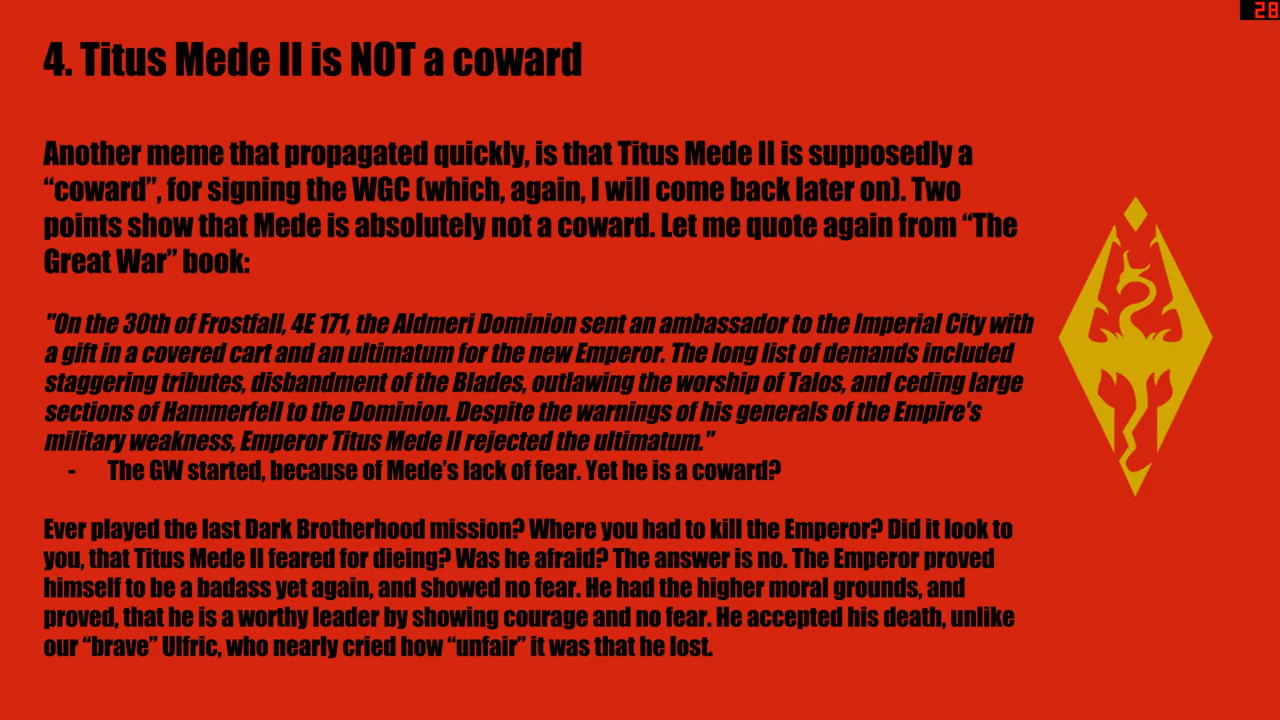 28
4. Titus Mede II is NOT a coward
Another meme that propagated quickly, is that Titus Mede II is supposedly a
“coward”, for signing the WGC (which, again, I will come back later on). Two
points show that Mede is absolutely not a coward. Let me quote again from “The
Great War” book:
"On the 30th of Frostfall, 4E 171, the Aldmeri Dominion sent an ambassador to the Imperial City with
a gift in a covered cart and an ultimatum for the new Emperor. The long list of demands included
staggering tributes, disbandment of the Blades, outlawing the worship of Talos, and ceding large
sections of Hammerfell to the Dominion. Despite the warnings of his generals of the Empire's
military weakness, Emperor Titus Mede II rejected the ultimatum."
- The GW started, because of Mede’s lack of fear. Yet he is a coward?
Ever played the last Dark Brotherhood mission? Where you had to kill the Emperor? Did it look to
you, that Titus Mede II feared for dieing? Was he afraid? The answer is no. The Emperor proved
himself to be a badass yet again, and showed no fear. He had the higher moral grounds, and
proved, that he is a worthy leader by showing courage and no fear. He accepted his death, unlike
our “brave” Ulfric, who nearly cried how “unfair” it was that he lost.